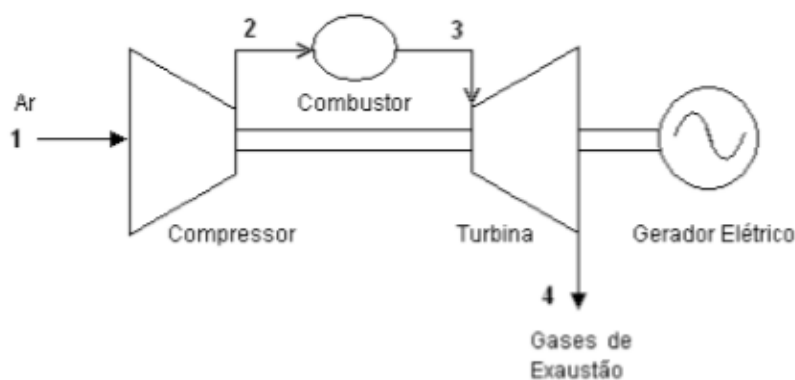 2
3
Combustor
Ar
1
Compressor
Turbina
Gerador Elétrico
4
Gases de
Exaustão